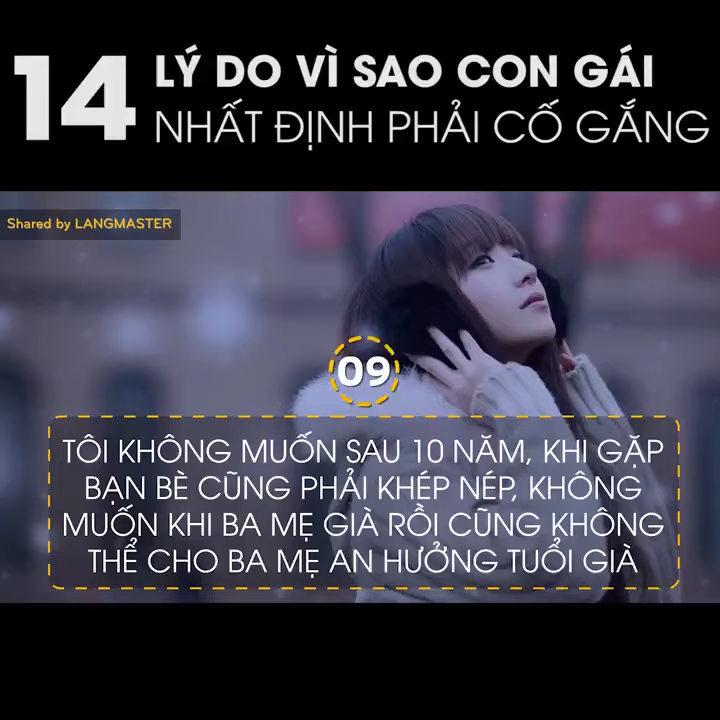 14 LÝ DO VÌ SAO CON GÁI
NHẤT ĐỊNH PHẢI CỐ GẮNG
Shared by LANGMASTER
09
TÔI KHÔNG MUỐN SAU 10 NĂM, KHI GẶP
BẠN BÈ CŨNG PHẢI KHÉP NÉP, KHÔNG
MUỐN KHI BA MẸ GIÀ RỒI CŨNG KHÔNG
THỂ CHO BA MẸ AN HƯỞNG TUỔI GIÀ